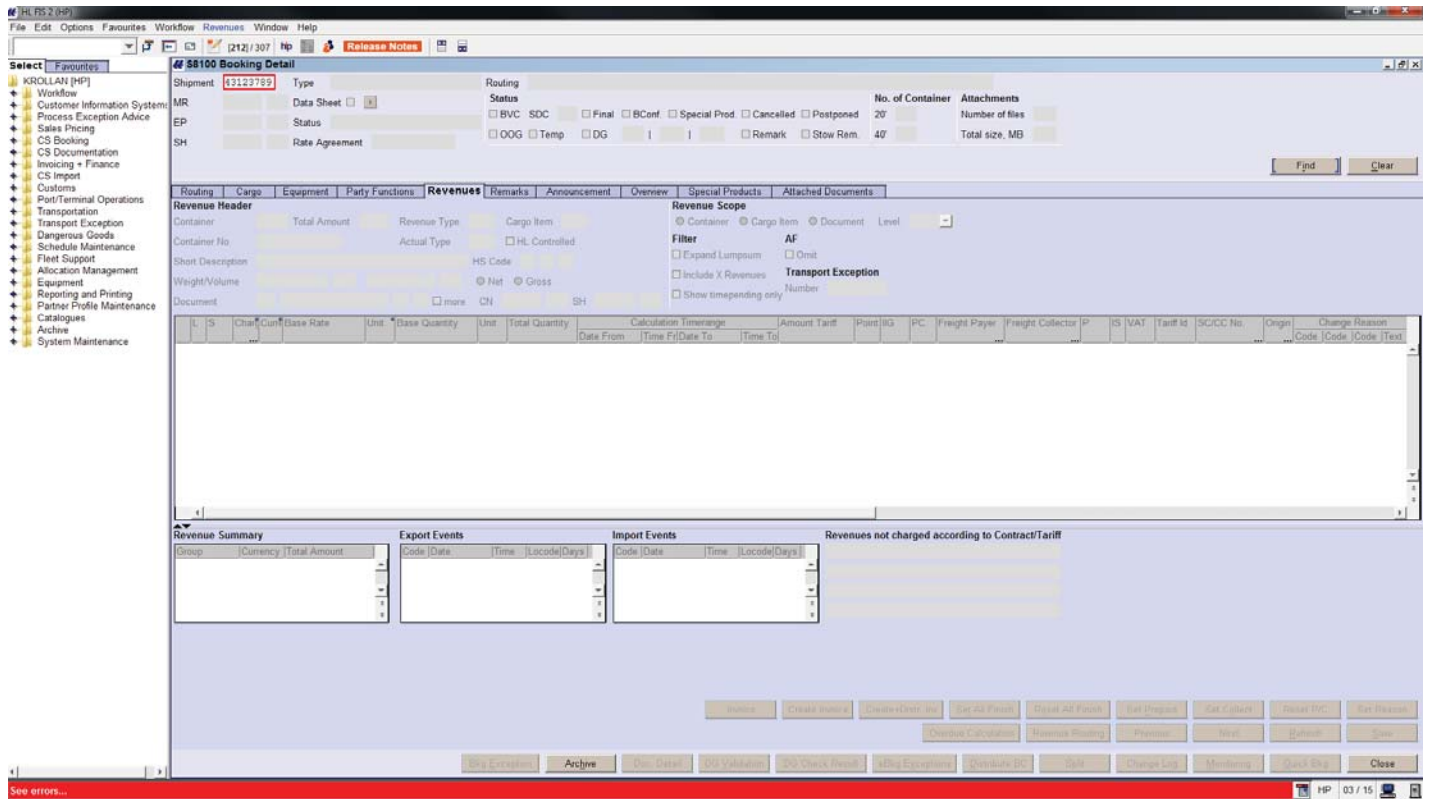 HL FIS 2 (HP)
File Edit Options Favourites Workflow Revenues Window Help
[212] / 307 hp Release Notes
Select Favourites
KROLLAN [HP]
Workflow
Customer Information Systems
Process Exception Advice
Sales Pricing
CS Booking
CS Documentation
Invoicing + Finance
CS Import
Customs
Port/Terminal Operations
Transportation
Transport Exception
Dangerous Goods
Schedule Maintenance
Fleet Support
Allocation Management
Equipment
Reporting and Printing
Partner Profile Maintenance
Catalogues
Archive
System Maintenance
S8100 Booking Detail
Shipment 43123789 Type Routing
MR Data Sheet Status No. of Container Attachments
BVC SDC Final BConf. Special Prod. Cancelled Postponed 20' Number of files
EP Status
OOG Temp DG | | Remark Stow Rem. 40' Total size, MB
SH Rate Agreement
Find Clear
Routing Cargo Equipment Party Functions Revenues Remarks Announcement Overview Special Products Attached Documents
Revenue Header Revenue Scope
Container Total Amount Revenue Type Cargo Item Container Cargo Item Document Level
Container No. Actual Type HL Controlled Filter AF
Short Description HS Code Expand Lumpsum Omit
Weight/Volume Net Gross Include X Revenues Transport Exception
Document more CN SH Show timepending only Number
L S Char Curr Base Rate Unit Base Quantity Unit Total Quantity Calculation Timerange Amount Tariff Point IIG PC Freight Payer Freight Collector P IS VAT Tariff Id SC/CC No. Origin Change Reason
... Date From Time Fr Date To Time To ... ... ... ... Code Code Code Text
Revenue Summary Export Events Import Events Revenues not charged according to Contract/Tariff
Group Currency Total Amount Code Date Time Locode Days Code Date Time Locode Days
Invoice Create Invoice Create+Distr. Inv Set All Finish Reset All Finish Set Prepaid Set Collect Reset P/C Set Reason
Overdue Calculation Revenue Routing Previous Next Refresh Save
Bkg Exception Archive Doc. Detail DG Validation DG Check Result eBkg Exceptions Distribute BC Split Change Log Monitoring Quick Bkg Close
See errors... HP 03 / 15